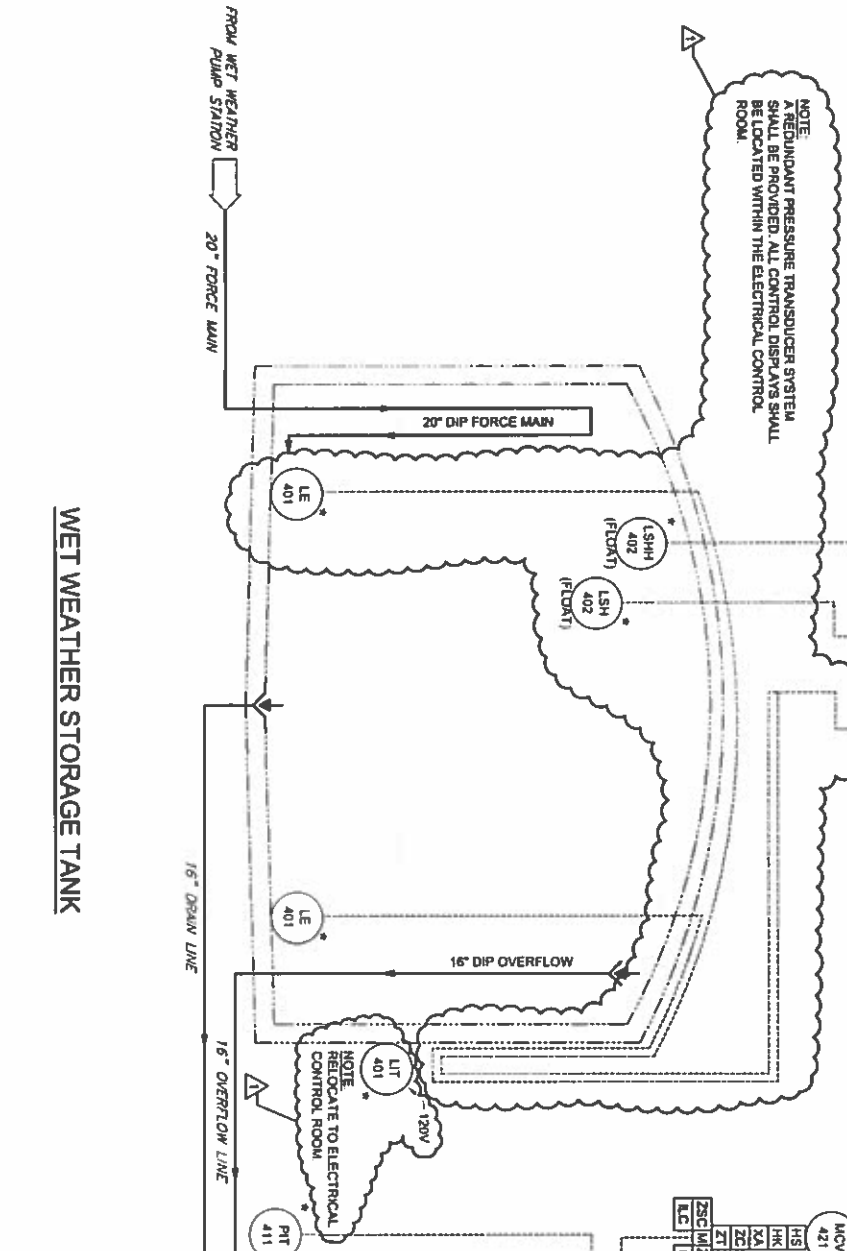 NOTE:
A REDUNDANT PRESSURE TRANSDUCER SYSTEM
SHALL BE PROVIDED. ALL CONTROL DISPLAYS SHALL
BE LOCATED WITHIN THE ELECTRICAL CONTROL
ROOM.
1
FROM WET WEATHER
PUMP STATION
20" FORCE MAIN
20" DIP FORCE MAIN
LE
401
*
LSHH
402
(FLOAT)
*
LSH
402
(FLOAT)
*
LE
401
*
16" DIP OVERFLOW
LIT
401
*
120V
NOTE
RELOCATE TO ELECTRICAL
CONTROL ROOM.
1
16" DRAIN LINE
16" OVERFLOW LINE
PIT
411
*
MCV
421
HS
HK
XA
ZC
ZT
ZSC
ILC
WET WEATHER STORAGE TANK